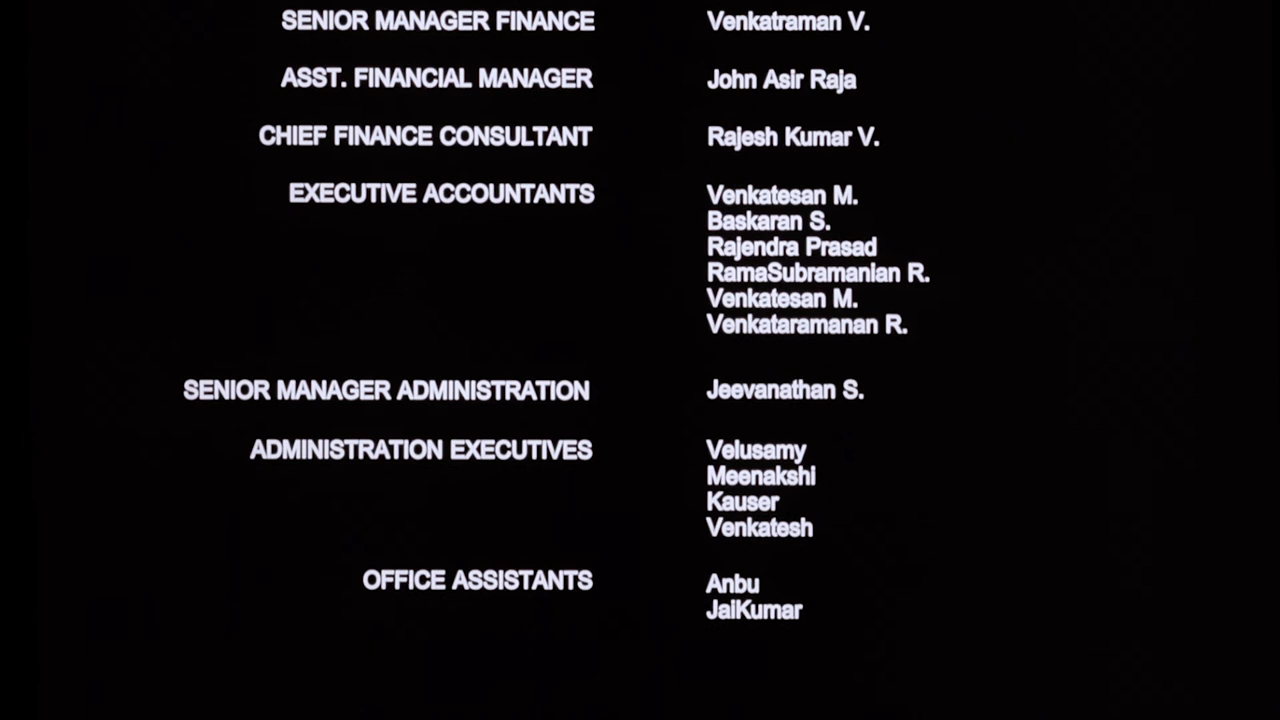 SENIOR MANAGER FINANCE Venkatraman V.
ASST. FINANCIAL MANAGER John Asir Raja
CHIEF FINANCE CONSULTANT Rajesh Kumar V.
EXECUTIVE ACCOUNTANTS Venkatesan M.
Baskaran S.
Rajendra Prasad
RamaSubramanian R.
Venkatesan M.
Venkataramanan R.
SENIOR MANAGER ADMINISTRATION Jeevanathan S.
ADMINISTRATION EXECUTIVES Velusamy
Meenakshi
Kauser
Venkatesh
OFFICE ASSISTANTS Anbu
JaiKumar